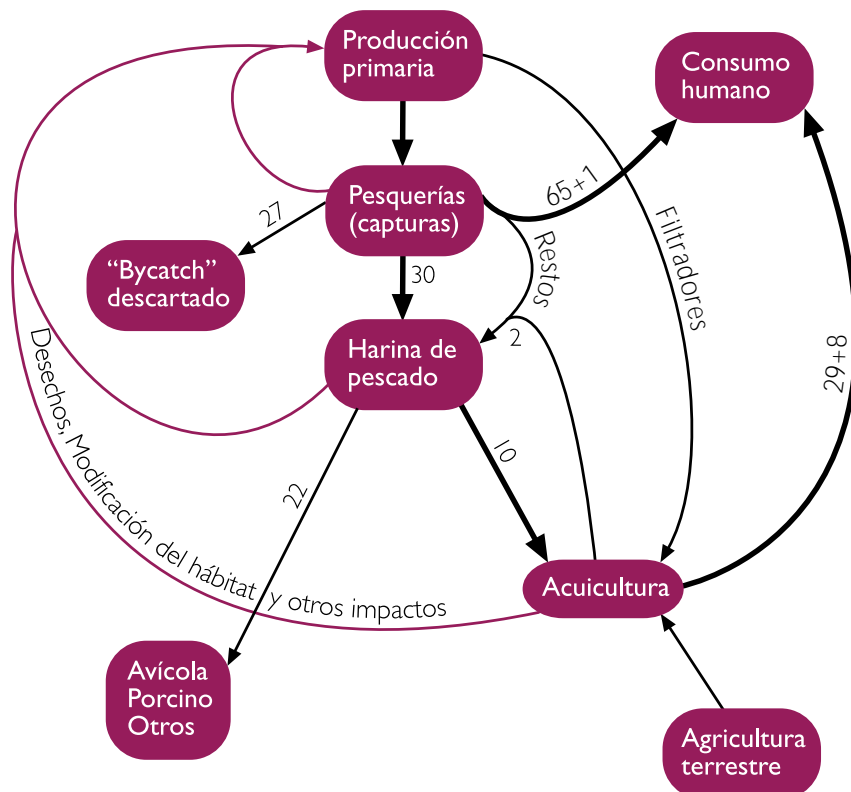 Producción
primaria
Consumo
humano
Pesquerías
(capturas)
65+1
27
"Bycatch"
descartado
30
Restos
Filtradores
Harina de
pescado
2
29+8
10
22
Desechos, Modificación del hábitat y otros impactos
Acuicultura
Avícola
Porcino
Otros
Agricultura
terrestre